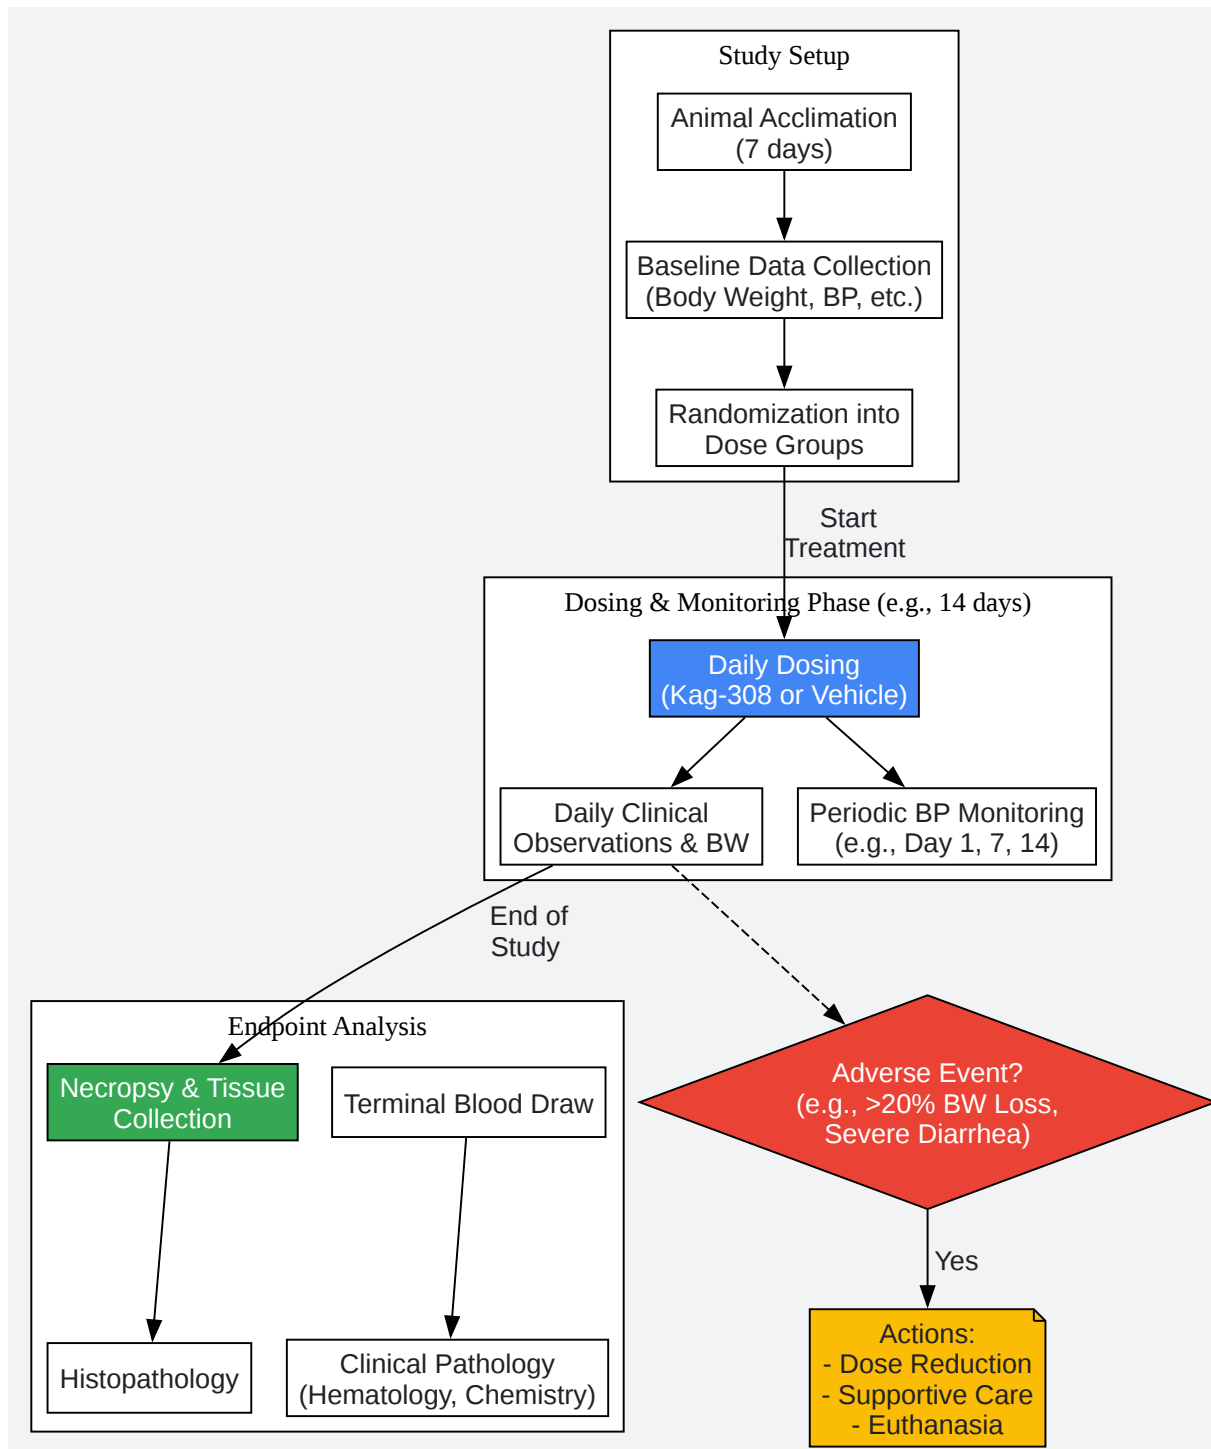 Study Setup
Animal Acclimation
(7 days)
Baseline Data Collection
(Body Weight, BP, etc.)
Randomization into
Dose Groups
Start
Treatment
Dosing & Monitoring Phase (e.g., 14 days)
Daily Dosing
(Kag-308 or Vehicle)
Daily Clinical
Observations & BW
Periodic BP Monitoring
(e.g., Day 1, 7, 14)
End of
Study
Endpoint Analysis
Necropsy & Tissue
Collection
Terminal Blood Draw
Adverse Event?
(e.g., >20% BW Loss,
Severe Diarrhea)
Yes
Histopathology
Clinical Pathology
(Hematology, Chemistry)
Actions:
- Dose Reduction
- Supportive Care
- Euthanasia